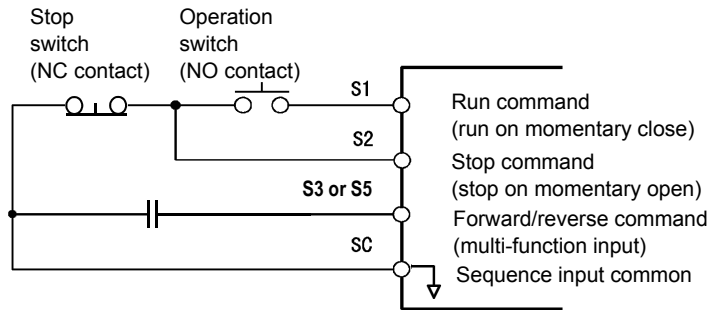 Stop
switch
(NC contact)
Operation
switch
(NO contact)
S1
Run command
(run on momentary close)
S2
Stop command
(stop on momentary open)
S3 or S5
Forward/reverse command
(multi-function input)
SC
Sequence input common